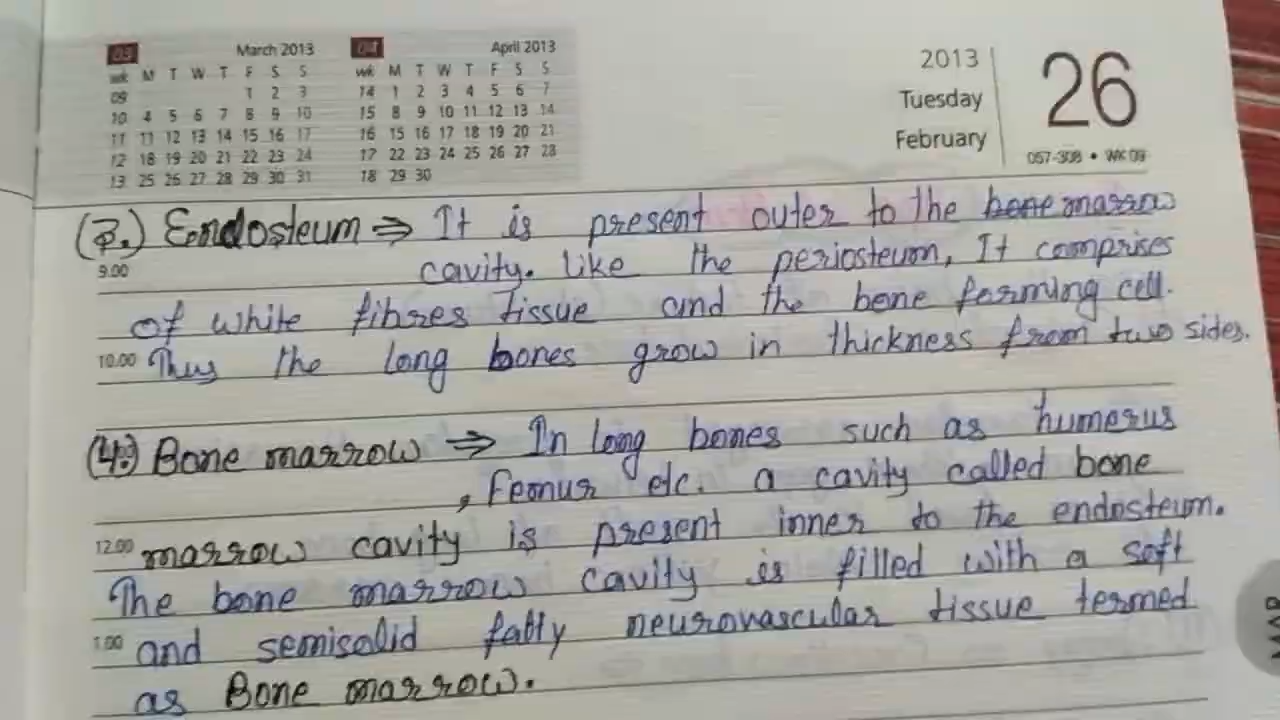 03 March 2013
wk M T W T F S S
09 1 2 3
10 4 5 6 7 8 9 10
11 11 12 13 14 15 16 17
12 18 19 20 21 22 23 24
13 25 26 27 28 29 30 31
04 April 2013
wk M T W T F S S
14 1 2 3 4 5 6 7
15 8 9 10 11 12 13 14
16 15 16 17 18 19 20 21
17 22 23 24 25 26 27 28
18 29 30
2013
Tuesday
February
26
057-308 • WK 09
(3.) Endosteum ⇒ It is present outer to the bone marrow
9.00 cavity. like the periosteum, It comprises
of white fibres tissue and the bone forming cell.
10.00 Thus the long bones grow in thickness from two sides.
(4.) Bone marrow ⇒ In long bones such as humerus
, femur etc. a cavity called bone
12.00 marrow cavity is present inner to the endosteum.
The bone marrow cavity is filled with a soft
1.00 and semisolid fatty neurovascular tissue termed
as Bone marrow.